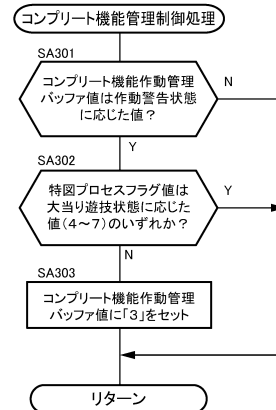 コンプリート機能管理制御処理
SA301
コンプリート機能作動管理
バッファ値は作動警告状態
に応じた値？
N
Y
SA302
特図プロセスフラグ値は
大当り遊技状態に応じた
値（4～7）のいずれか？
Y
N
SA303
コンプリート機能作動管理
バッファ値に「3」をセット
リターン